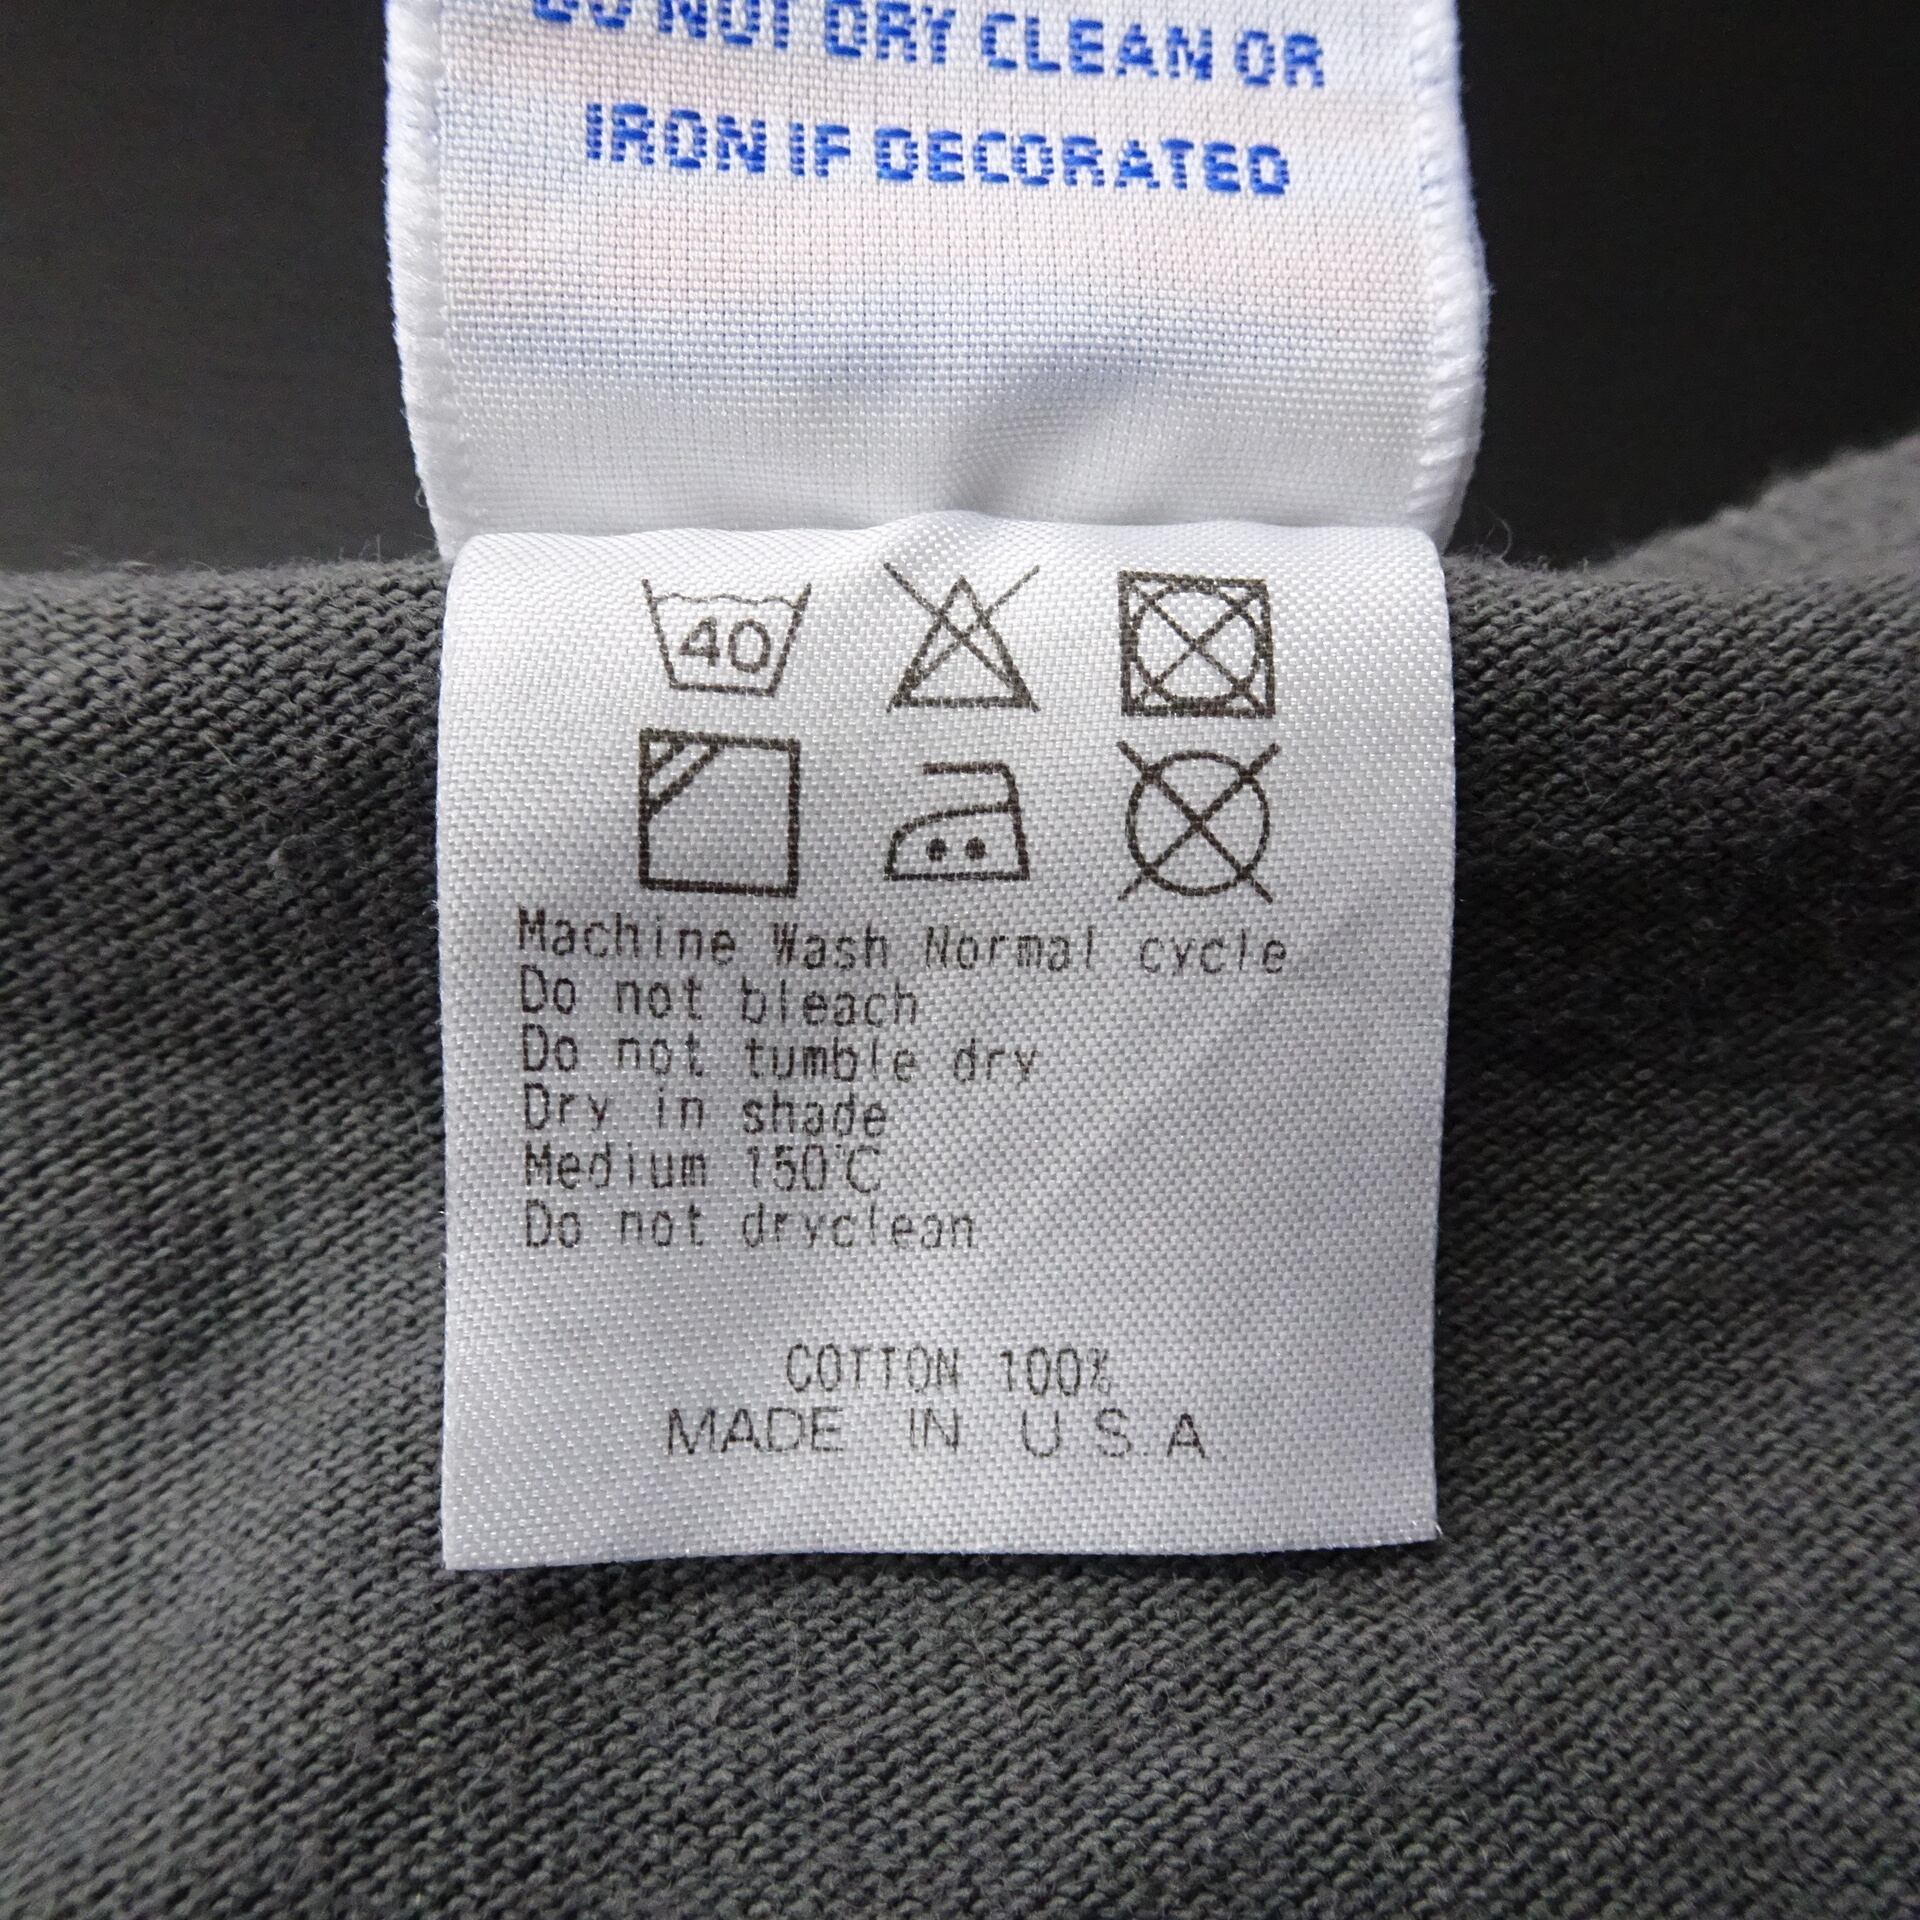 DO NOT DRY CLEAN OR
IRON IF DECORATED
40
Machine Wash Normal cycle
Do not bleach
Do not tumble dry
Dry in shade
Medium 150℃
Do not dryclean
COTTON 100%
MADE IN U.S.A.